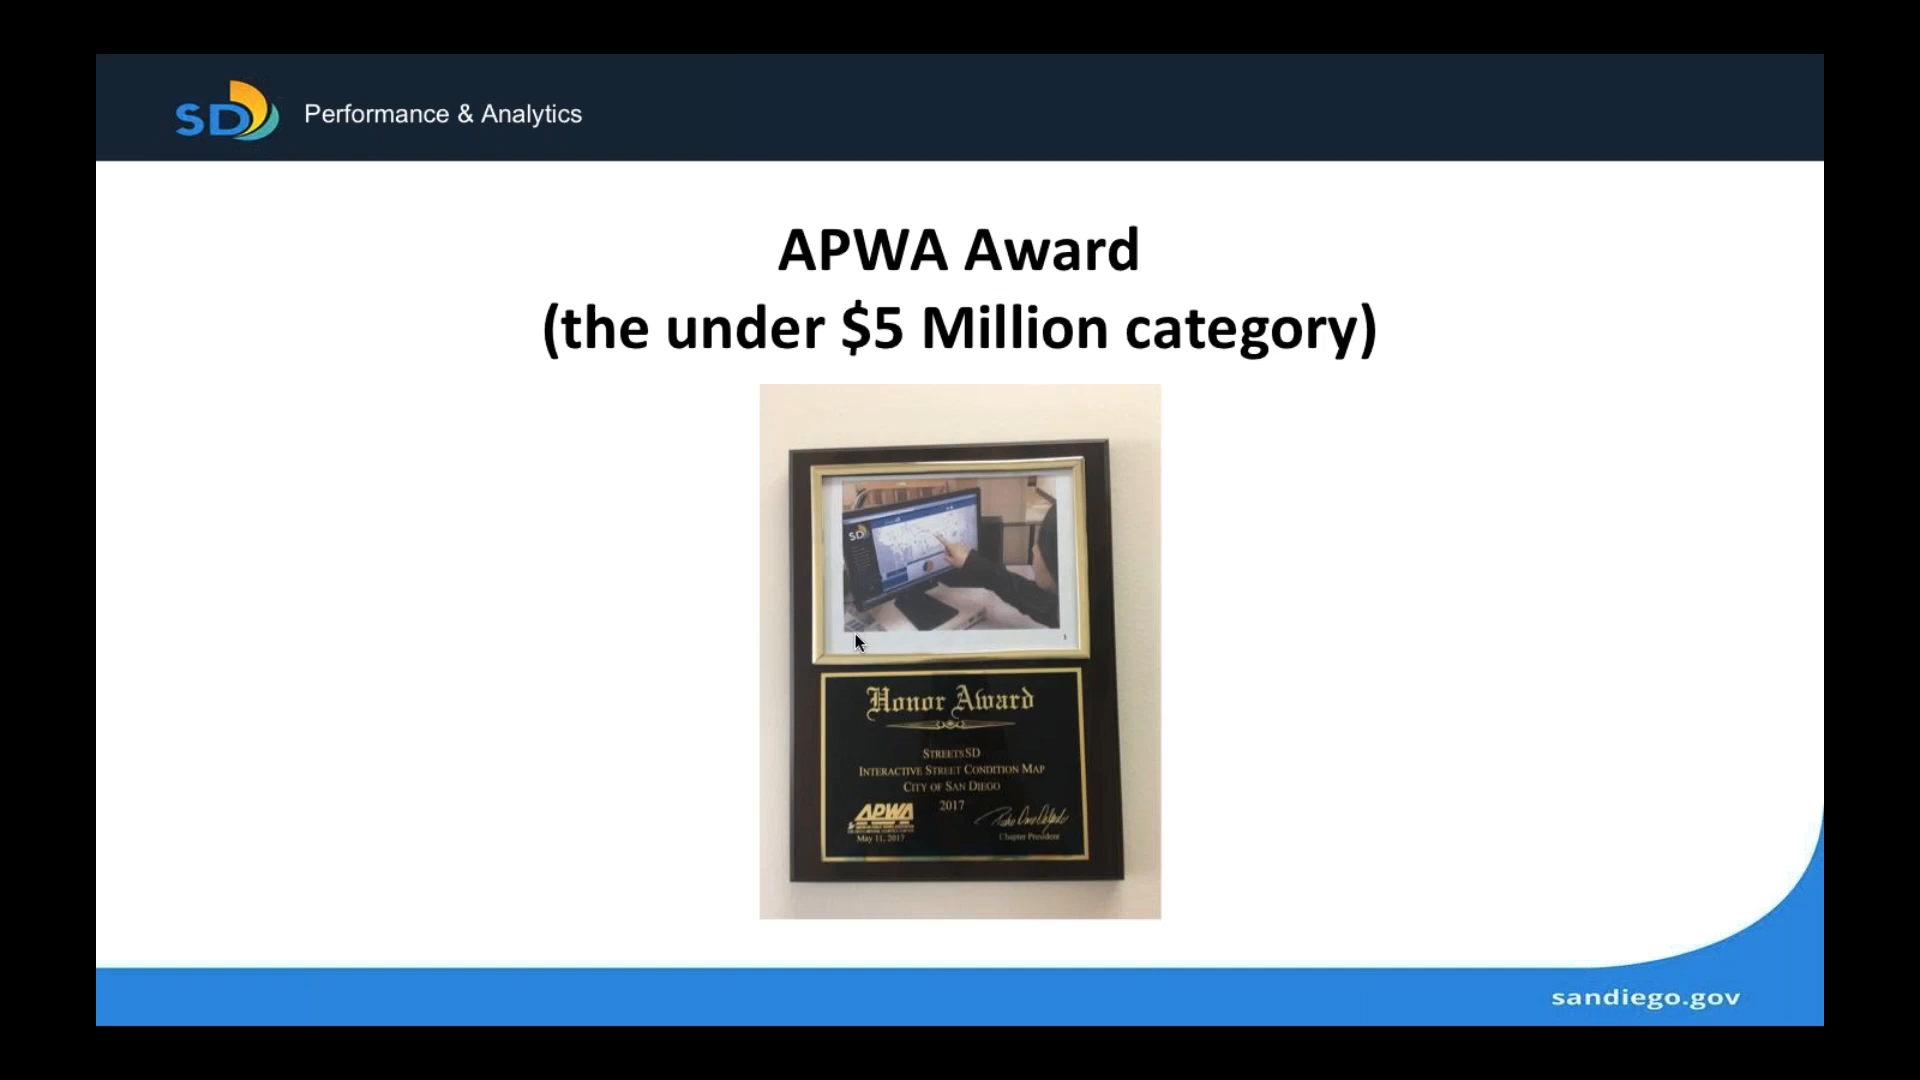 SD
Performance & Analytics
APWA Award
(the under $5 Million category)
SD
Honor Award
STREETSSD
INTERACTIVE STREET CONDITION MAP
CITY OF SAN DIEGO
2017
APWA
May 11, 2017
Chapter President
sandiego.gov